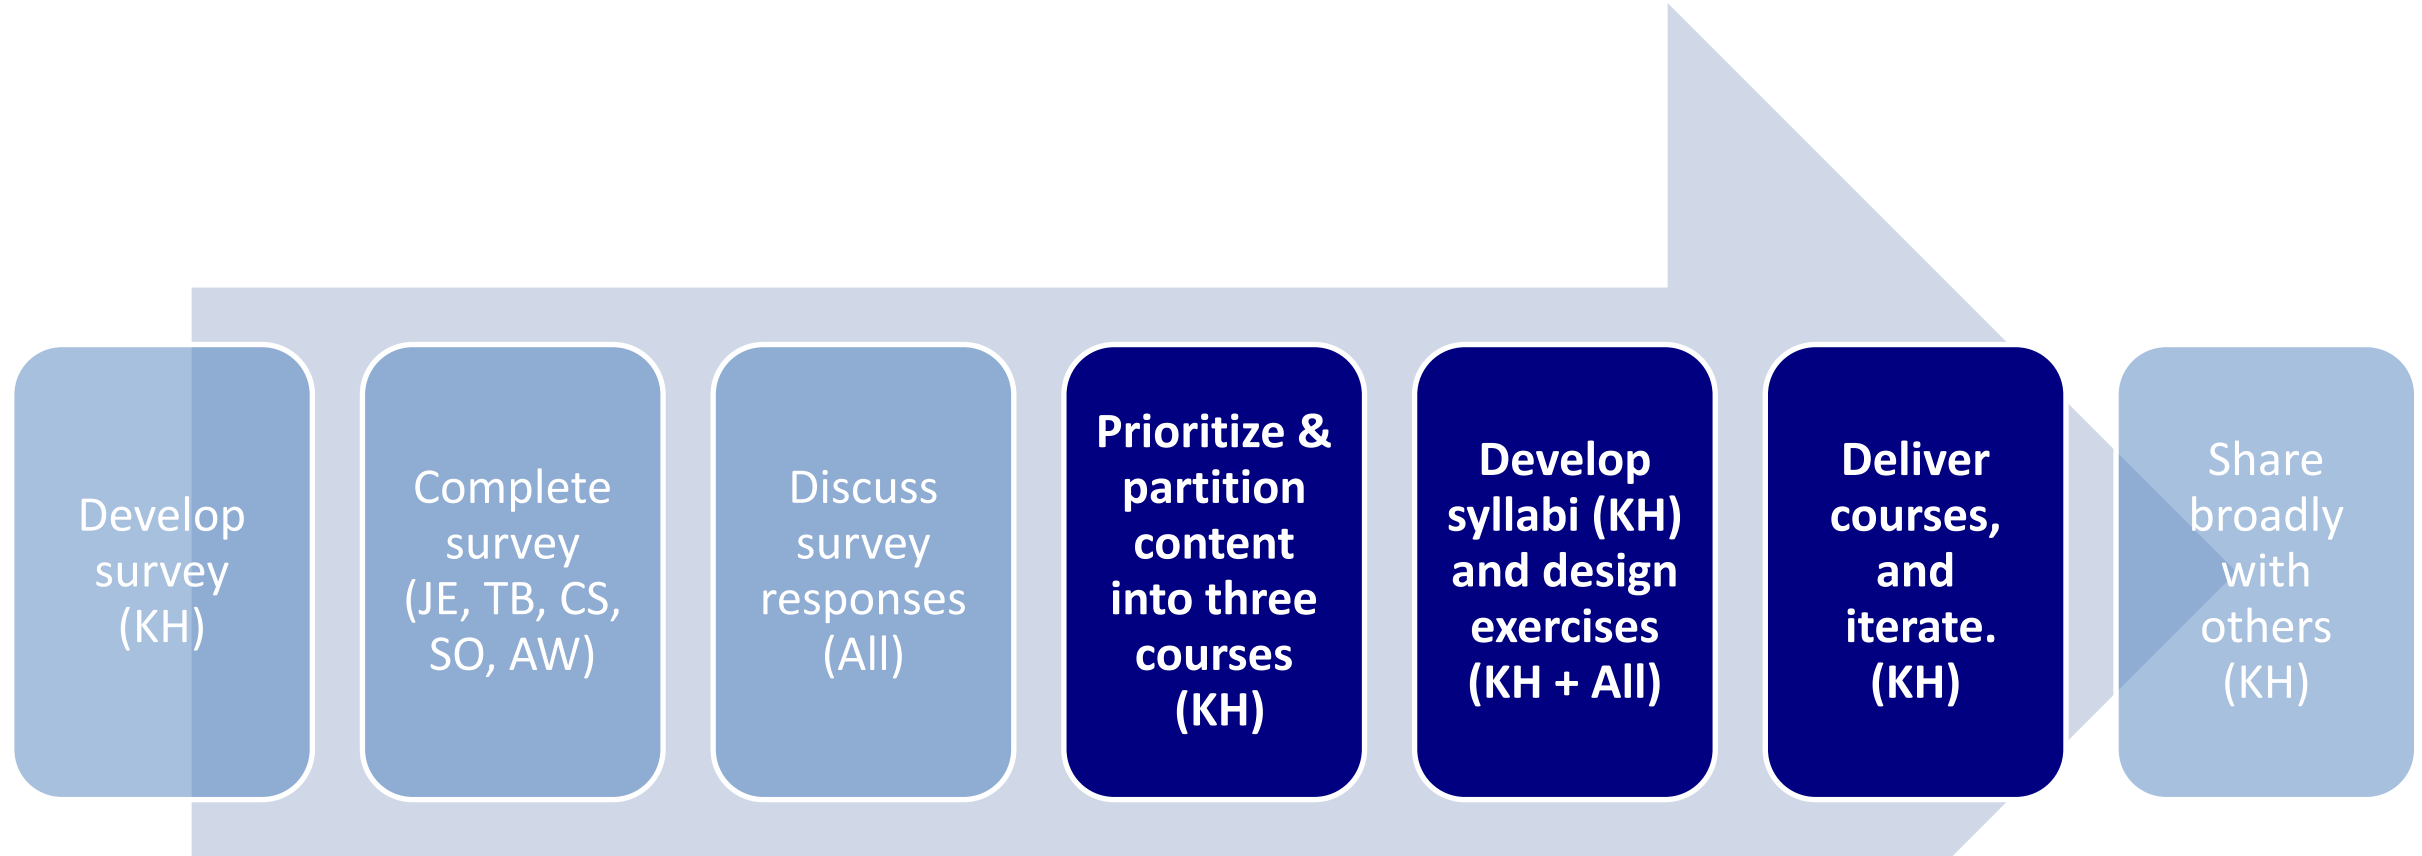 Develop
survey
(KH)
Complete
survey
(JE, TB, CS,
SO, AW)
Discuss
survey
responses
(All)
Prioritize &
partition
content
into three
courses
(KH)
Develop
syllabi (KH)
and design
exercises
(KH + All)
Deliver
courses,
and
iterate.
(KH)
Share
broadly
with
others
(KH)